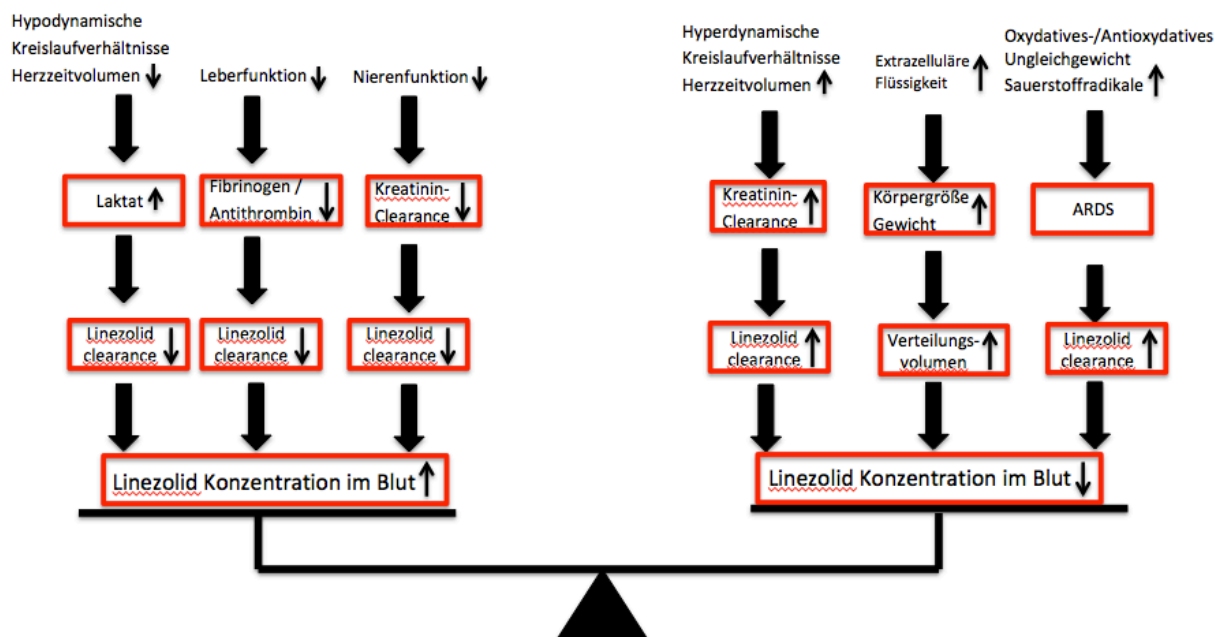 Hypodynamische
Kreislaufverhältnisse
Herzzeitvolumen ↓
Leberfunktion ↓
Nierenfunktion ↓
Laktat ↑
Fibrinogen /
Antithrombin ↓
Kreatinin-
Clearance ↓
Linezolid
clearance ↓
Linezolid
clearance ↓
Linezolid
clearance ↓
Linezolid Konzentration im Blut ↑
Hyperdynamische
Kreislaufverhältnisse
Herzzeitvolumen ↑
Extrazelluläre
Flüssigkeit ↑
Oxydatives-/Antioxydatives
Ungleichgewicht
Sauerstoffradikale ↑
Kreatinin-
Clearance ↑
Körpergröße
Gewicht ↑
ARDS
Linezolid
clearance ↑
Verteilungs-
volumen ↑
Linezolid
clearance ↑
Linezolid Konzentration im Blut ↓